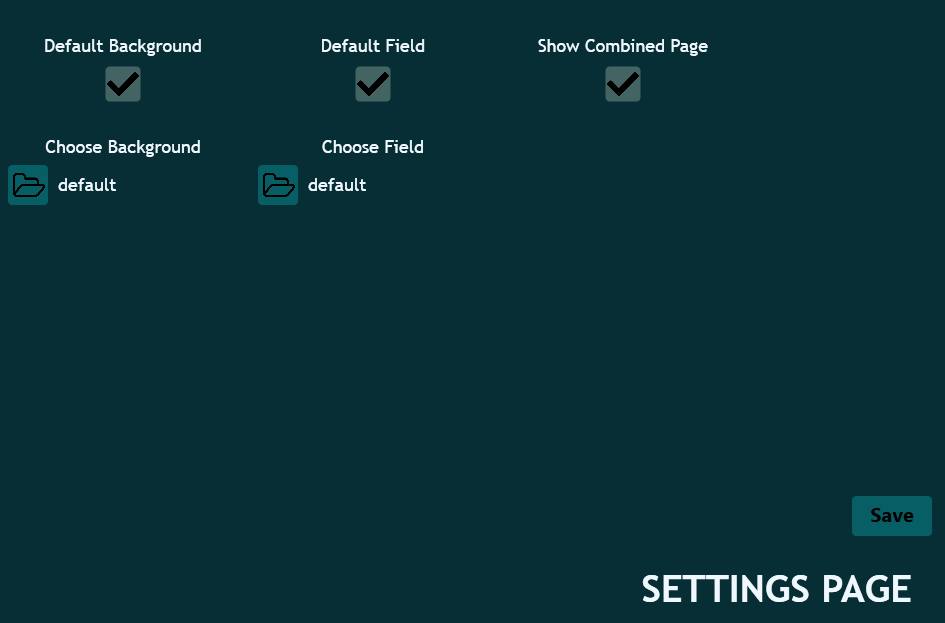 Default Background
Default Field
Show Combined Page
Choose Background
Choose Field
default
default
Save
SETTINGS PAGE